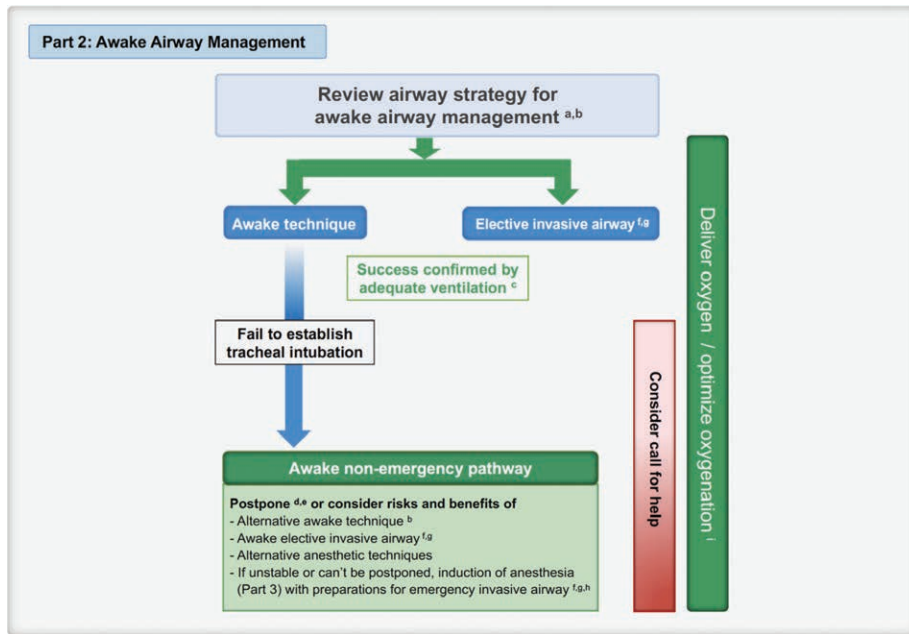 Part 2: Awake Airway Management
Review airway strategy for
awake airway management a,b
Awake technique
Elective invasive airway f,g
Success confirmed by
adequate ventilation c
Fail to establish
tracheal intubation
Awake non-emergency pathway
Postpone d,e or consider risks and benefits of
- Alternative awake technique b
- Awake elective invasive airway f,g
- Alternative anesthetic techniques
- If unstable or can't be postponed, induction of anesthesia
(Part 3) with preparations for emergency invasive airway f,g,h
Consider call for help
Deliver oxygen / optimize oxygenation i